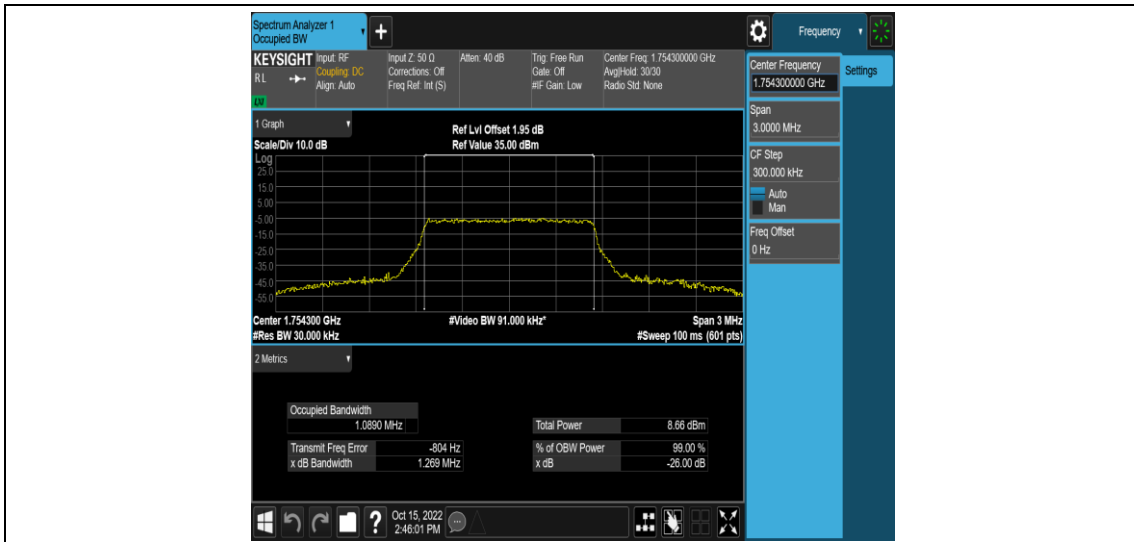 Spectrum Analyzer 1
Occupied BW
+
Frequency
KEYSIGHT
RL
LXI
Input: RF
Coupling: DC
Align: Auto
Input Z: 50 Ω
Corrections: Off
Freq Ref: Int (S)
Atten: 40 dB
Trig: Free Run
Gate: Off
#IF Gain: Low
Center Freq: 1.754300000 GHz
Avg|Hold: 30/30
Radio Std: None
Center Frequency
1.754300000 GHz
Settings
Span
3.0000 MHz
CF Step
300.000 kHz
Auto
Man
Freq Offset
0 Hz
1 Graph
Scale/Div 10.0 dB
Ref Lvl Offset 1.95 dB
Ref Value 35.00 dBm
Log
25.0
15.0
5.00
-5.00
-15.0
-25.0
-35.0
-45.0
-55.0
Center 1.754300 GHz
#Video BW 91.000 kHz*
Span 3 MHz
#Res BW 30.000 kHz
#Sweep 100 ms (601 pts)
2 Metrics
Occupied Bandwidth
1.0890 MHz
Total Power 8.66 dBm
Transmit Freq Error -804 Hz
% of OBW Power 99.00 %
x dB Bandwidth 1.269 MHz
x dB -26.00 dB
?
Oct 15, 2022
2:46:01 PM